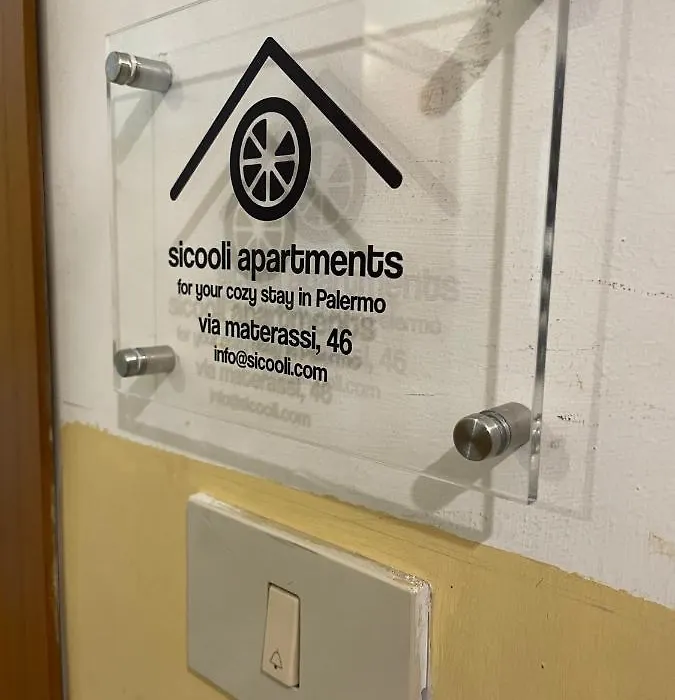 sicooli apartments
for your cozy stay in Palermo
via materassi, 46
info@sicooli.com